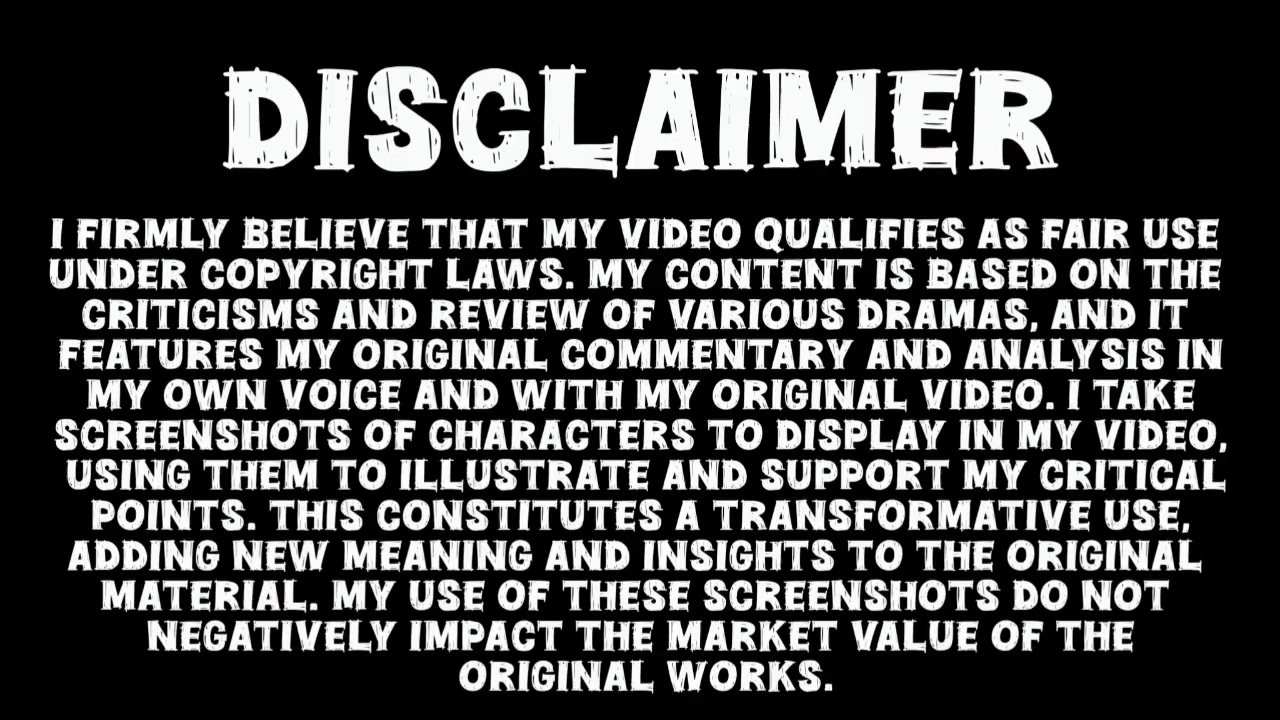 DISCLAIMER
I FIRMLY BELIEVE THAT MY VIDEO QUALIFIES AS FAIR USE
UNDER COPYRIGHT LAWS. MY CONTENT IS BASED ON THE
CRITICISMS AND REVIEW OF VARIOUS DRAMAS, AND IT
FEATURES MY ORIGINAL COMMENTARY AND ANALYSIS IN
MY OWN VOICE AND WITH MY ORIGINAL VIDEO. I TAKE
SCREENSHOTS OF CHARACTERS TO DISPLAY IN MY VIDEO,
USING THEM TO ILLUSTRATE AND SUPPORT MY CRITICAL
POINTS. THIS CONSTITUTES A TRANSFORMATIVE USE,
ADDING NEW MEANING AND INSIGHTS TO THE ORIGINAL
MATERIAL. MY USE OF THESE SCREENSHOTS DO NOT
NEGATIVELY IMPACT THE MARKET VALUE OF THE
ORIGINAL WORKS.